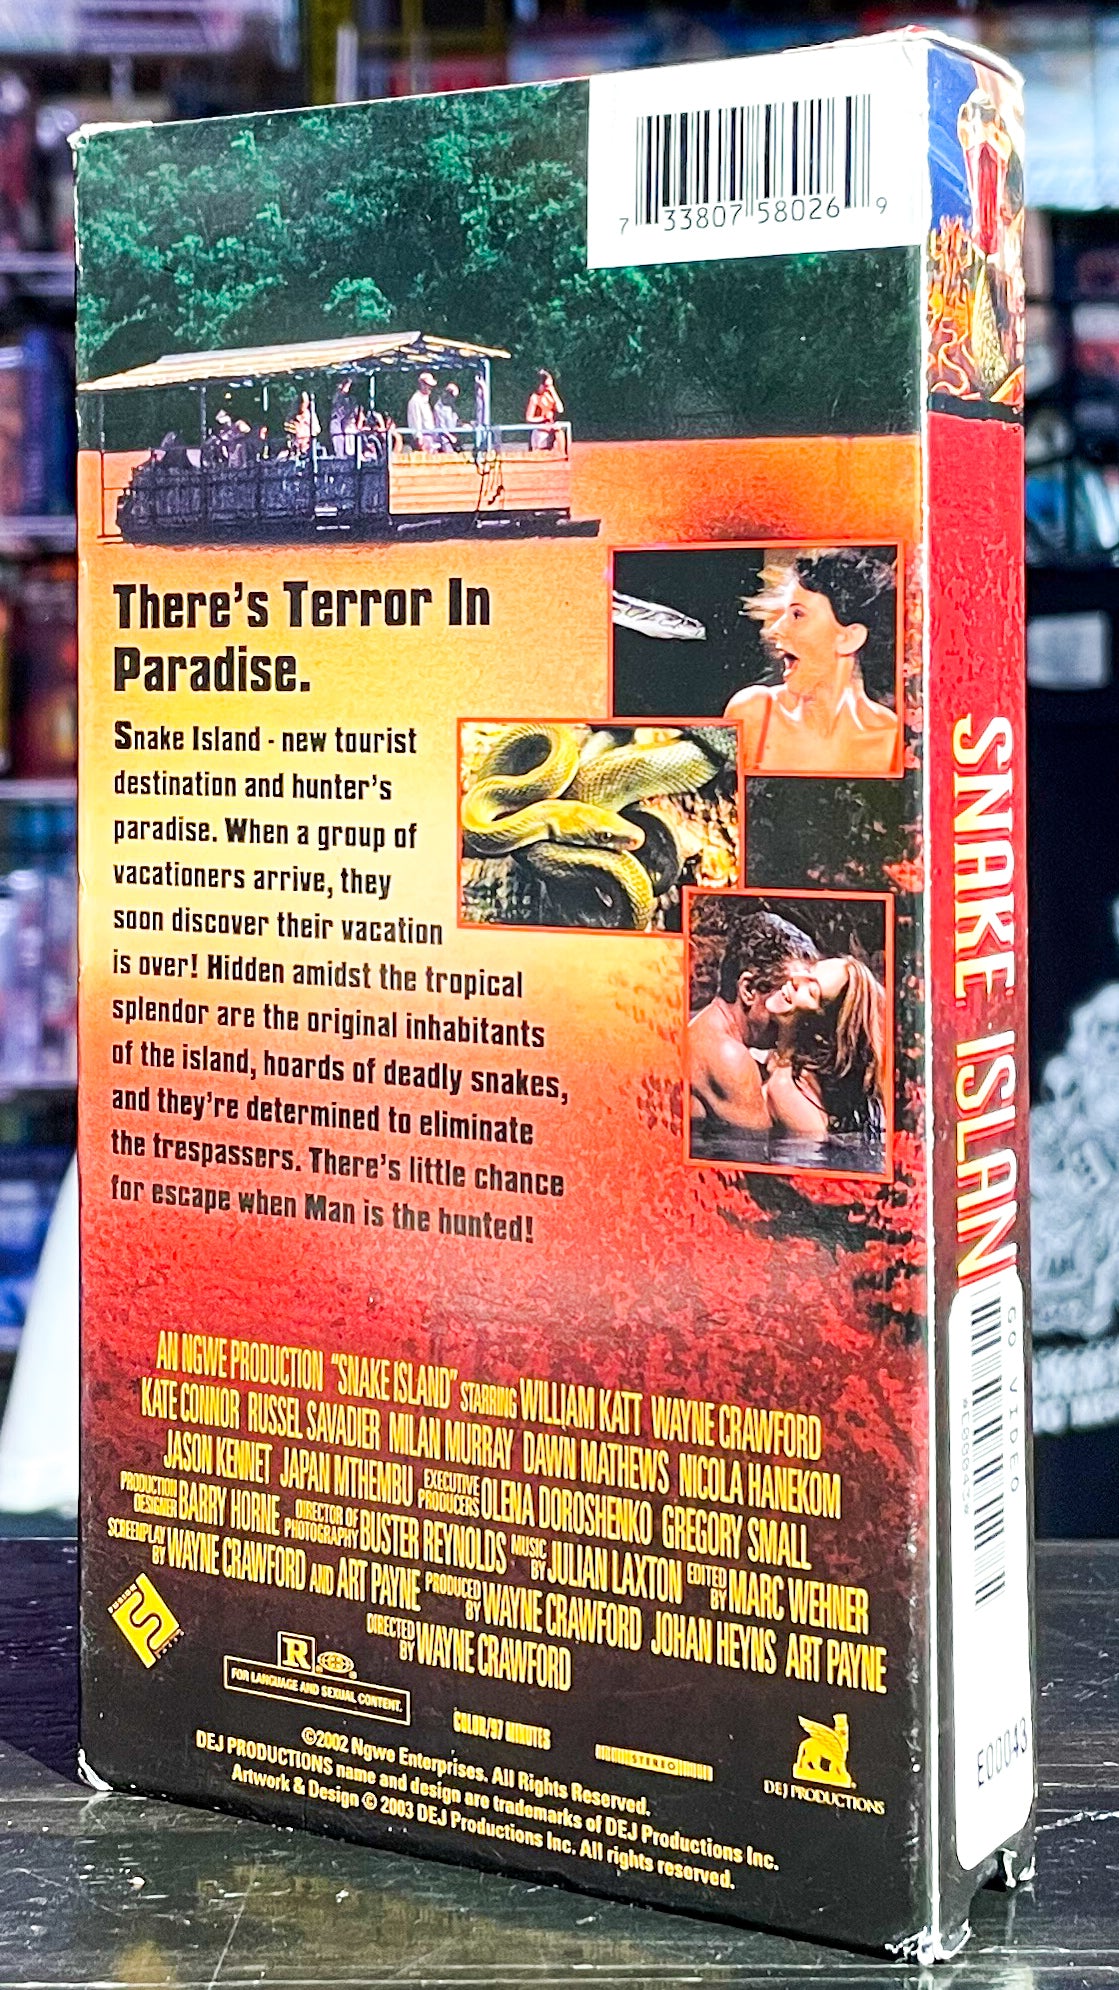 7 33807 58026 9
There's Terror In
Paradise.
Snake Island - new tourist
destination and hunter's
paradise. When a group of
vacationers arrive, they
soon discover their vacation
is over! Hidden amidst the tropical
splendor are the original inhabitants
of the island, hoards of deadly snakes,
and they're determined to eliminate
the trespassers. There's little chance
for escape when Man is the hunted!
AN NGWE PRODUCTION "SNAKE ISLAND" STARRING WILLIAM KATT WAYNE CRAWFORD
KATE CONNOR RUSSEL SAVADIER MILAN MURRAY DAWN MATHEWS NICOLA HANEKOM
JASON KENNET JAPAN MTHEMBU EXECUTIVE PRODUCERS OLENA DOROSHENKO GREGORY SMALL
PRODUCTION DESIGNER BARRY HORNE DIRECTOR OF PHOTOGRAPHY BUSTER REYNOLDS MUSIC BY JULIAN LAXTON EDITED BY MARC WEHNER
SCREENPLAY BY WAYNE CRAWFORD AND ART PAYNE PRODUCED BY WAYNE CRAWFORD JOHAN HEYNS ART PAYNE
DIRECTED BY WAYNE CRAWFORD
R
FOR LANGUAGE AND SEXUAL CONTENT.
COLOR/97 MINUTES
STEREO
DEJ PRODUCTIONS
©2002 Ngwe Enterprises. All Rights Reserved.
DEJ PRODUCTIONS name and design are trademarks of DEJ Productions Inc.
Artwork & Design © 2003 DEJ Productions Inc. All rights reserved.
SNAKE ISLAND
GO VIDEO
E00043